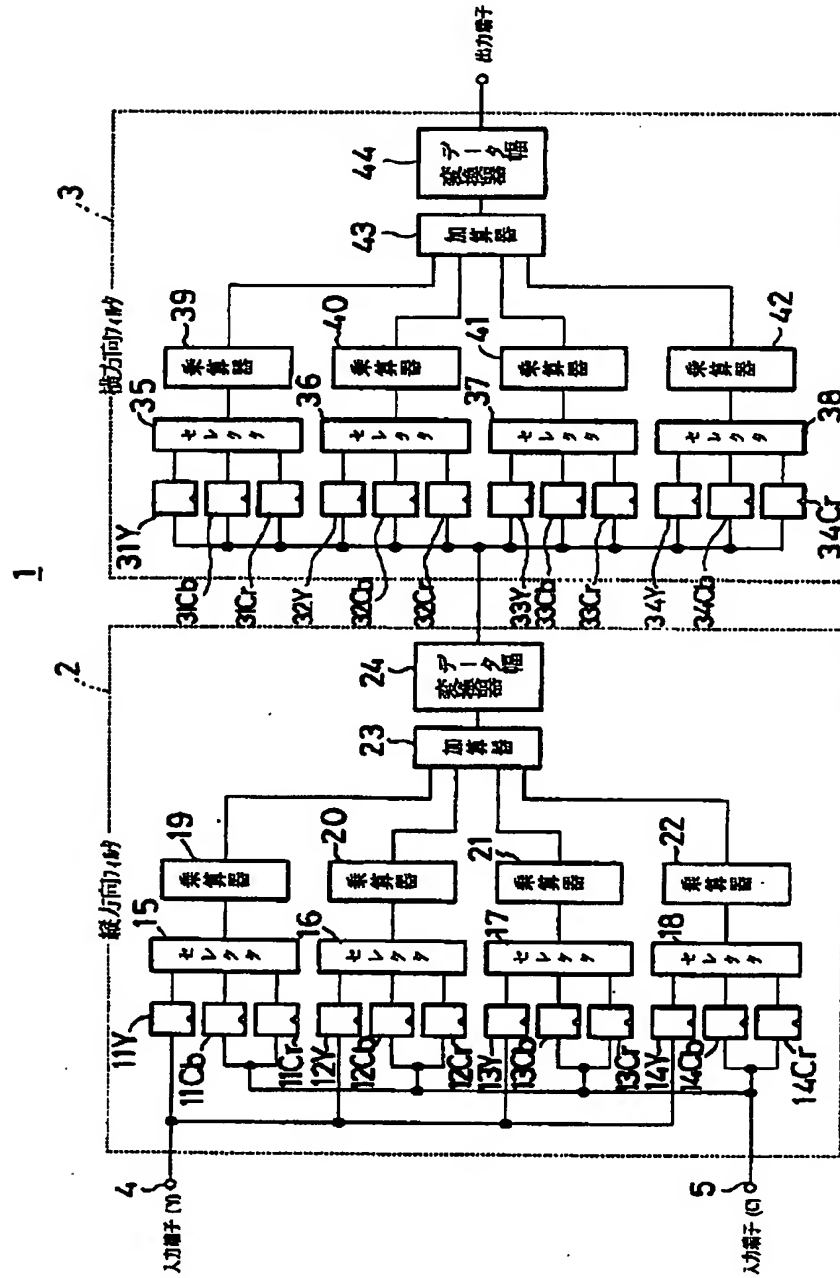 1
2
縦方向フィルタ
3
横方向フィルタ
入力端子 (Y)
4
入力端子 (C)
5
11Y
11Cb
11Cr
12Y
12Cb
12Cr
13Y
13Cb
13Cr
14Y
14Cb
14Cr
15
セレクタ
16
セレクタ
17
セレクタ
18
セレクタ
19
乗算器
20
乗算器
21
乗算器
22
乗算器
23
加算器
24
データ幅
変換器
31Y
31Cb
31Cr
32Y
32Cb
32Cr
33Y
33Cb
33Cr
34Y
34Cb
34Cr
35
セレクタ
36
セレクタ
37
セレクタ
38
セレクタ
39
乗算器
40
乗算器
41
乗算器
42
乗算器
43
加算器
44
データ幅
変換器
出力端子